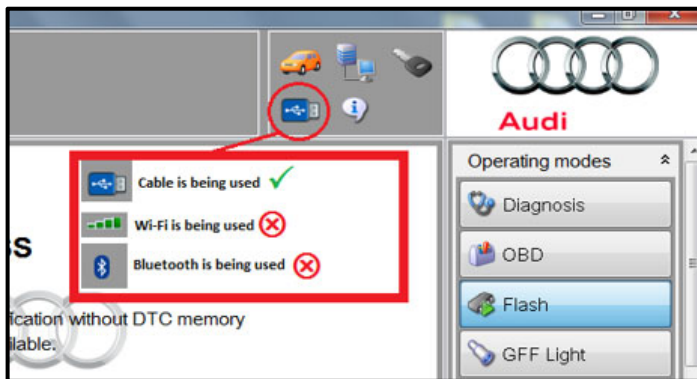 Audi
Cable is being used
Wi-Fi is being used
Bluetooth is being used
ss
ication without DTC memory
ilable.
Operating modes
Diagnosis
OBD
Flash
GFF Light